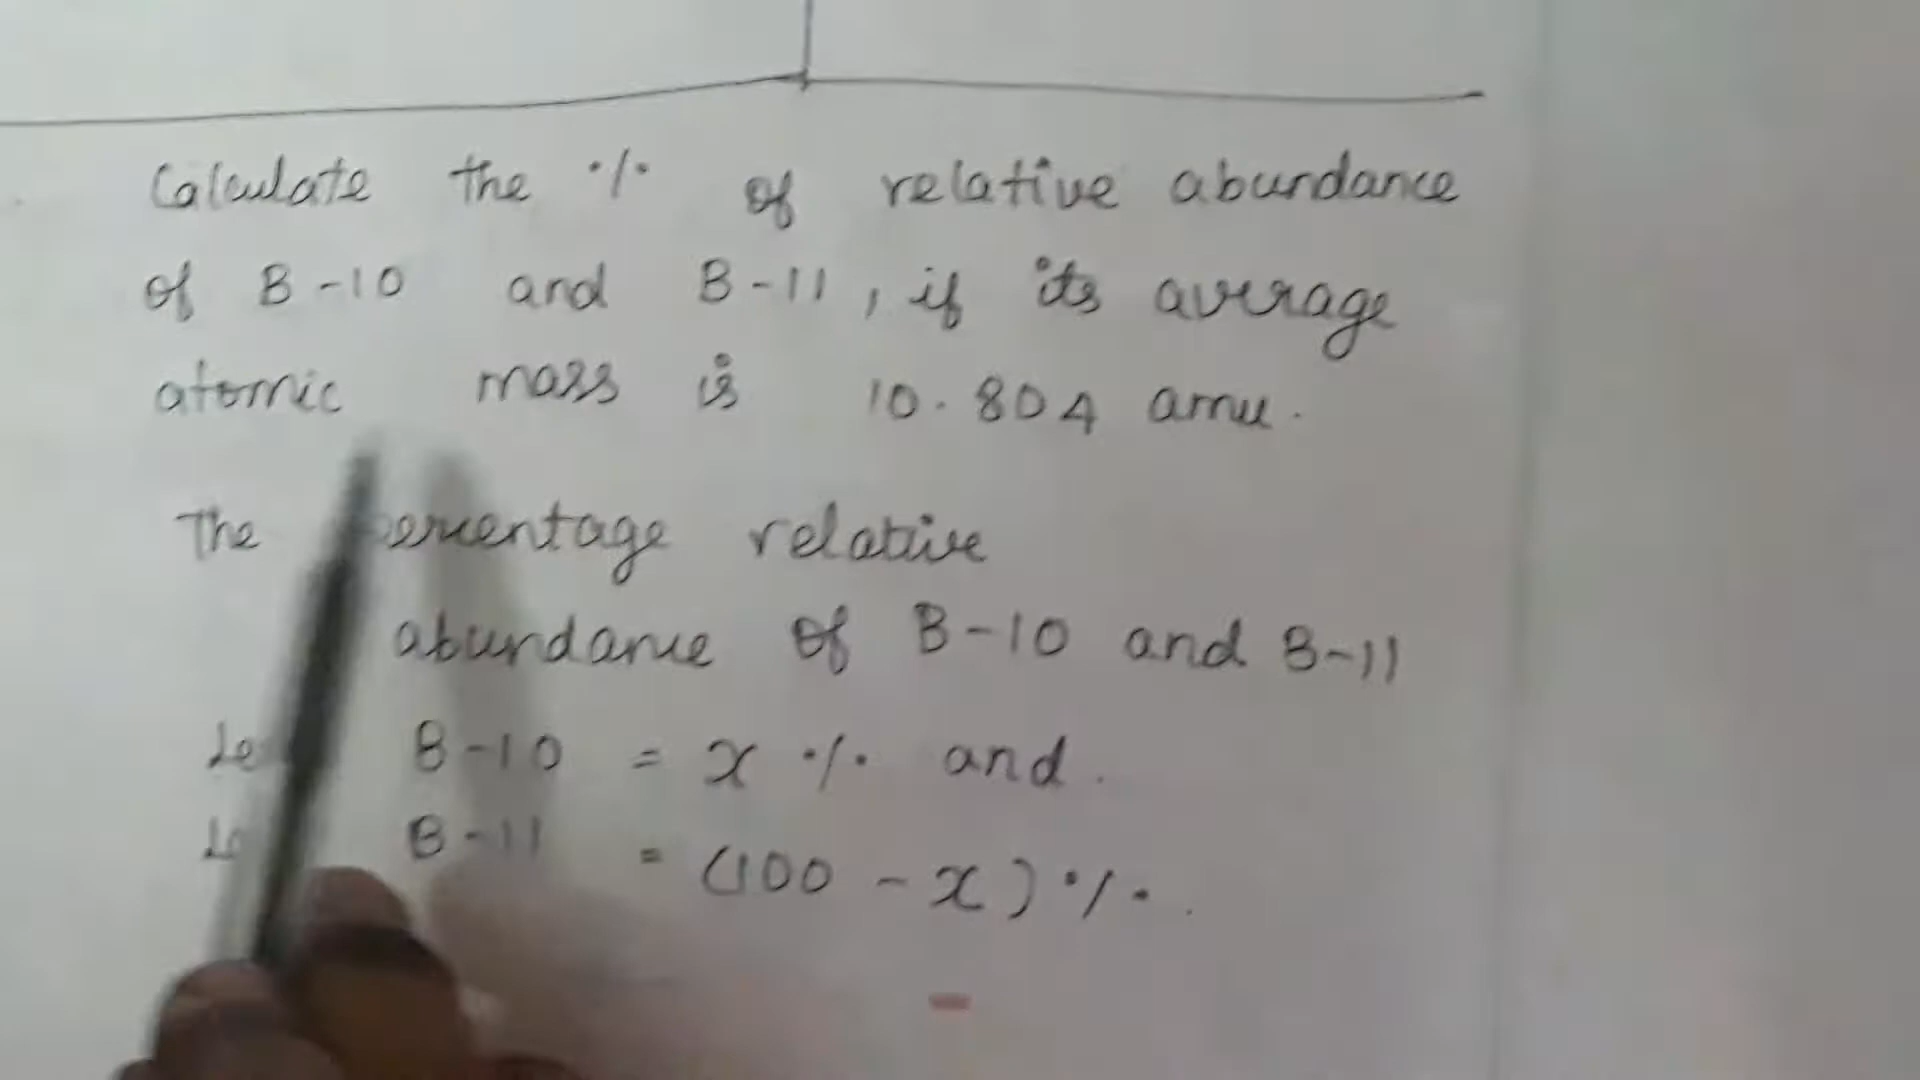 Calculate the % of relative abundance
of B-10 and B-11, if its average
atomic mass is 10.804 amu.
The percentage relative
abundance of B-10 and B-11
B-10 = x % and
B-11 = (100 - x) %.